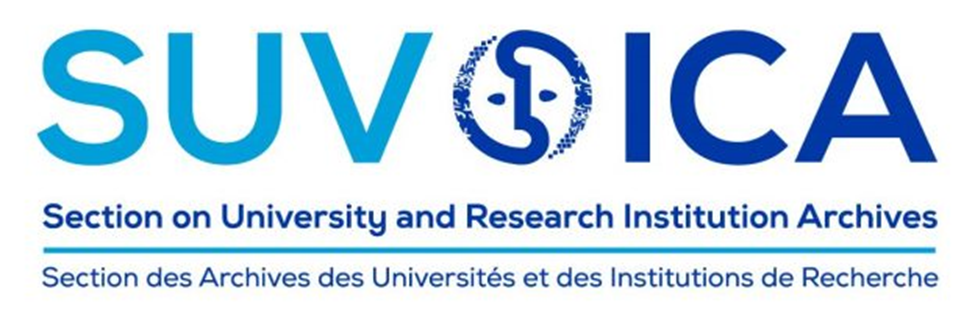 SUV ICA
Section on University and Research Institution Archives
Section des Archives des Universités et des Institutions de Recherche